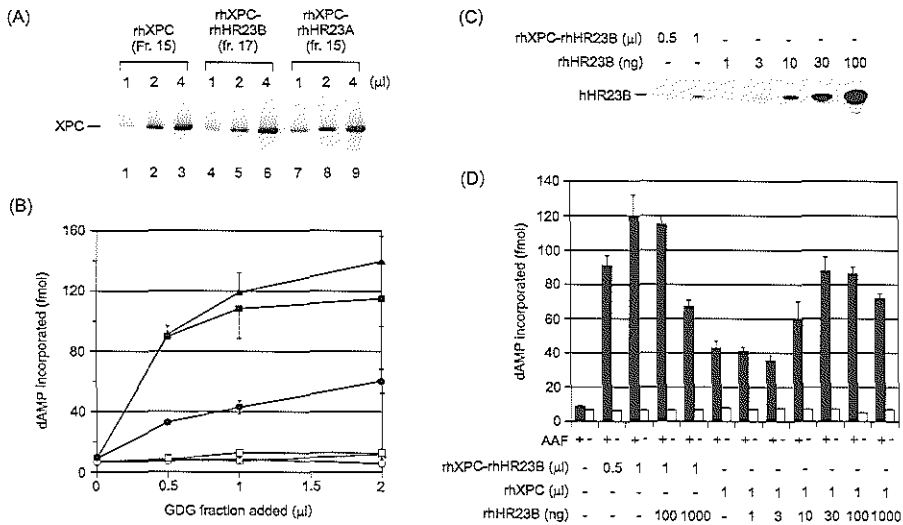 (A)
rhXPC rhXPC- rhXPC-
(Fr. 15) rhHR23B rhHR23A
(fr. 17) (fr. 15)
1 2 4 1 2 4 1 2 4 (μl)
XPC
1 2 3 4 5 6 7 8 9
(B)
160
120
80
40
0
dAMP incorporated (fmol)
0 0.5 1 2
GDG fraction added (μl)
(C)
rhXPC-rhHR23B (μl) 0.5 1 - - - - -
rhHR23B (ng) - - 1 3 10 30 100
hHR23B
(D)
140
120
100
80
60
40
20
0
dAMP incorporated (fmol)
AAF +- +- +- +- +- +- +- +- +- +- +- +-
rhXPC-rhHR23B (μl) - 0.5 1 1 1 - - - - - - -
rhXPC (μl) - - - - - 1 1 1 1 1 1 1
rhHR23B (ng) - - - 100 1000 - 1 3 10 30 100 1000